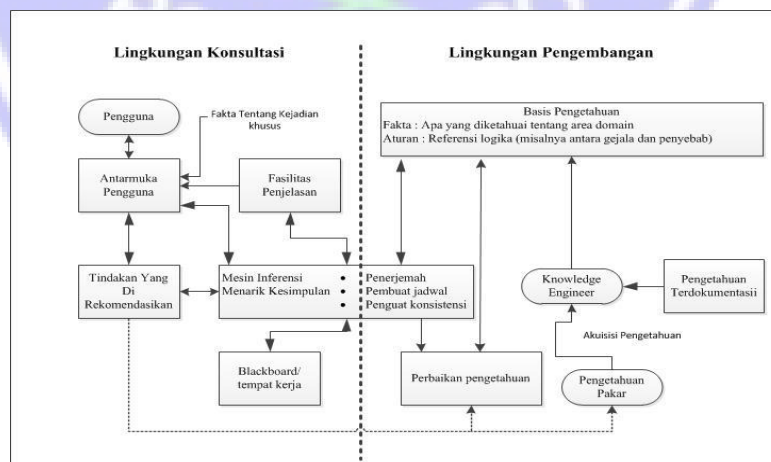 Lingkungan Konsultasi
Lingkungan Pengembangan
Pengguna
Fakta Tentang Kejadian
khusus
Antarmuka
Pengguna
Fasilitas
Penjelasan
Basis Pengetahuan
Fakta : Apa yang diketahuai tentang area domain
Aturan : Referensi logika (misalnya antara gejala dan penyebab)
Tindakan Yang
Di
Rekomendasikan
Mesin Inferensi
Menarik Kesimpulan
• Penerjemah
• Pembuat jadwal
• Penguat konsistensi
Knowledge
Engineer
Pengetahuan
Terdokumentasii
Akuisisi Pengetahuan
Blackboard/
tempat kerja
Perbaikan pengetahuan
Pengetahuan
Pakar